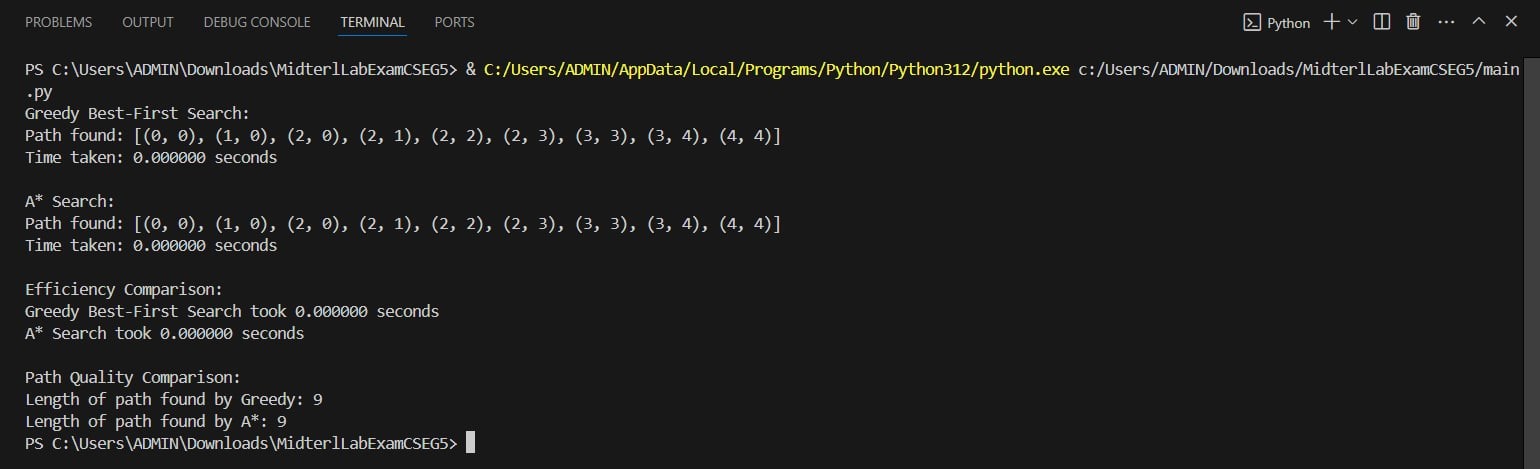 PROBLEMS OUTPUT DEBUG CONSOLE TERMINAL PORTS Python
PS C:\Users\ADMIN\Downloads\MidterlLabExamCSEG5> & C:/Users/ADMIN/AppData/Local/Programs/Python/Python312/python.exe c:/Users/ADMIN/Downloads/MidterlLabExamCSEG5/main
.py
Greedy Best-First Search:
Path found: [(0, 0), (1, 0), (2, 0), (2, 1), (2, 2), (2, 3), (3, 3), (3, 4), (4, 4)]
Time taken: 0.000000 seconds
A* Search:
Path found: [(0, 0), (1, 0), (2, 0), (2, 1), (2, 2), (2, 3), (3, 3), (3, 4), (4, 4)]
Time taken: 0.000000 seconds
Efficiency Comparison:
Greedy Best-First Search took 0.000000 seconds
A* Search took 0.000000 seconds
Path Quality Comparison:
Length of path found by Greedy: 9
Length of path found by A*: 9
PS C:\Users\ADMIN\Downloads\MidterlLabExamCSEG5>